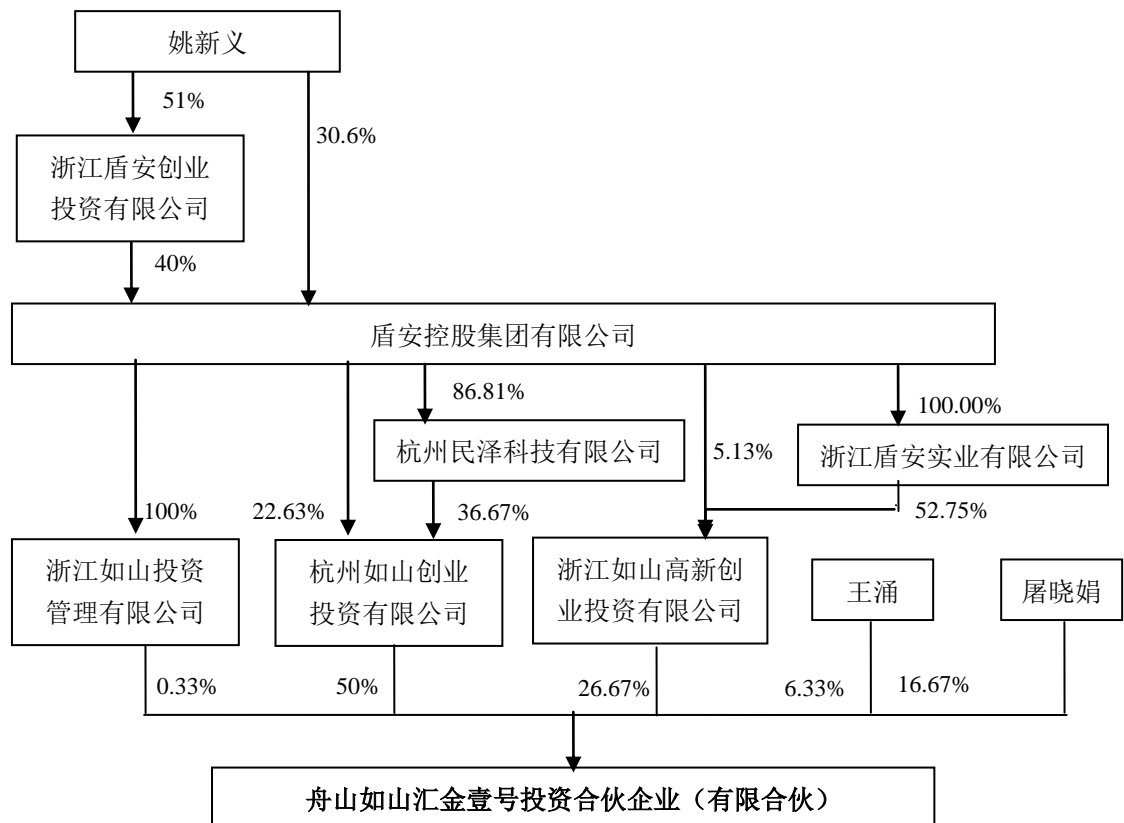 姚新义
51%
30.6%
浙江盾安创业
投资有限公司
40%
盾安控股集团有限公司
86.81%
100.00%
杭州民泽科技有限公司
5.13%
浙江盾安实业有限公司
100%
22.63%
36.67%
52.75%
浙江如山投资
管理有限公司
杭州如山创业
投资有限公司
浙江如山高新创
业投资有限公司
王涌
屠晓娟
0.33%
50%
26.67%
6.33%
16.67%
舟山如山汇金壹号投资合伙企业（有限合伙）